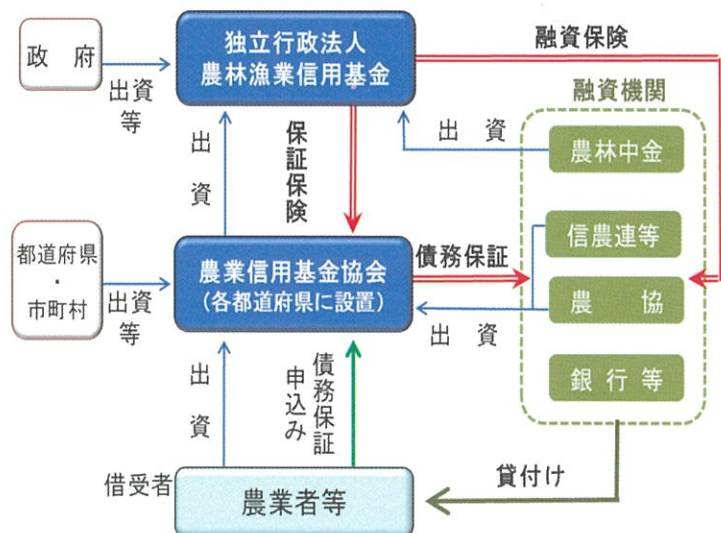 政　府
出資
等
独立行政法人
農林漁業信用基金
融資保険
融資機関
出　資
農林中金
出　資
保証保険
都道府県
・
市町村
出資
等
農業信用基金協会
(各都道府県に設置)
債務保証
信農連等
農　協
出　資
銀 行 等
出　資
債務保証
申込み
貸付け
借受者
農業者等